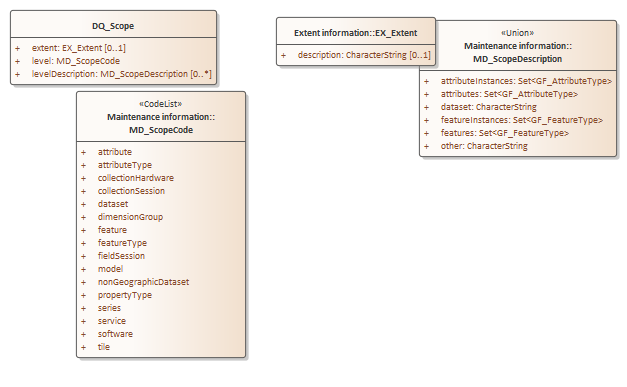 DQ_Scope
+ extent: EX_Extent [0..1]
+ level: MD_ScopeCode
+ levelDescription: MD_ScopeDescription [0..*]
«CodeList»
Maintenance information::
MD_ScopeCode
+ attribute
+ attributeType
+ collectionHardware
+ collectionSession
+ dataset
+ dimensionGroup
+ feature
+ featureType
+ fieldSession
+ model
+ nonGeographicDataset
+ propertyType
+ series
+ service
+ software
+ tile
Extent information::EX_Extent
+ description: CharacterString [0..1]
«Union»
Maintenance information::
MD_ScopeDescription
+ attributeInstances: Set<GF_AttributeType>
+ attributes: Set<GF_AttributeType>
+ dataset: CharacterString
+ featureInstances: Set<GF_FeatureType>
+ features: Set<GF_FeatureType>
+ other: CharacterString